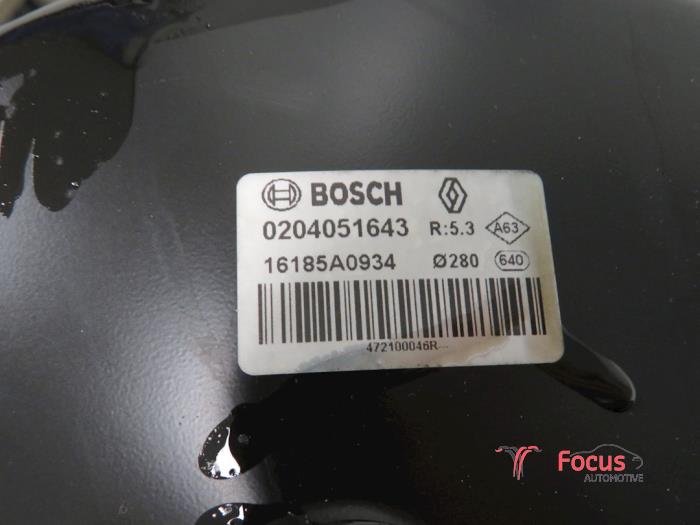 BOSCH
0204051643 R:5.3 A63
16185A0934 Ø280 640
472100046R--
Focus
AUTOMOTIVE